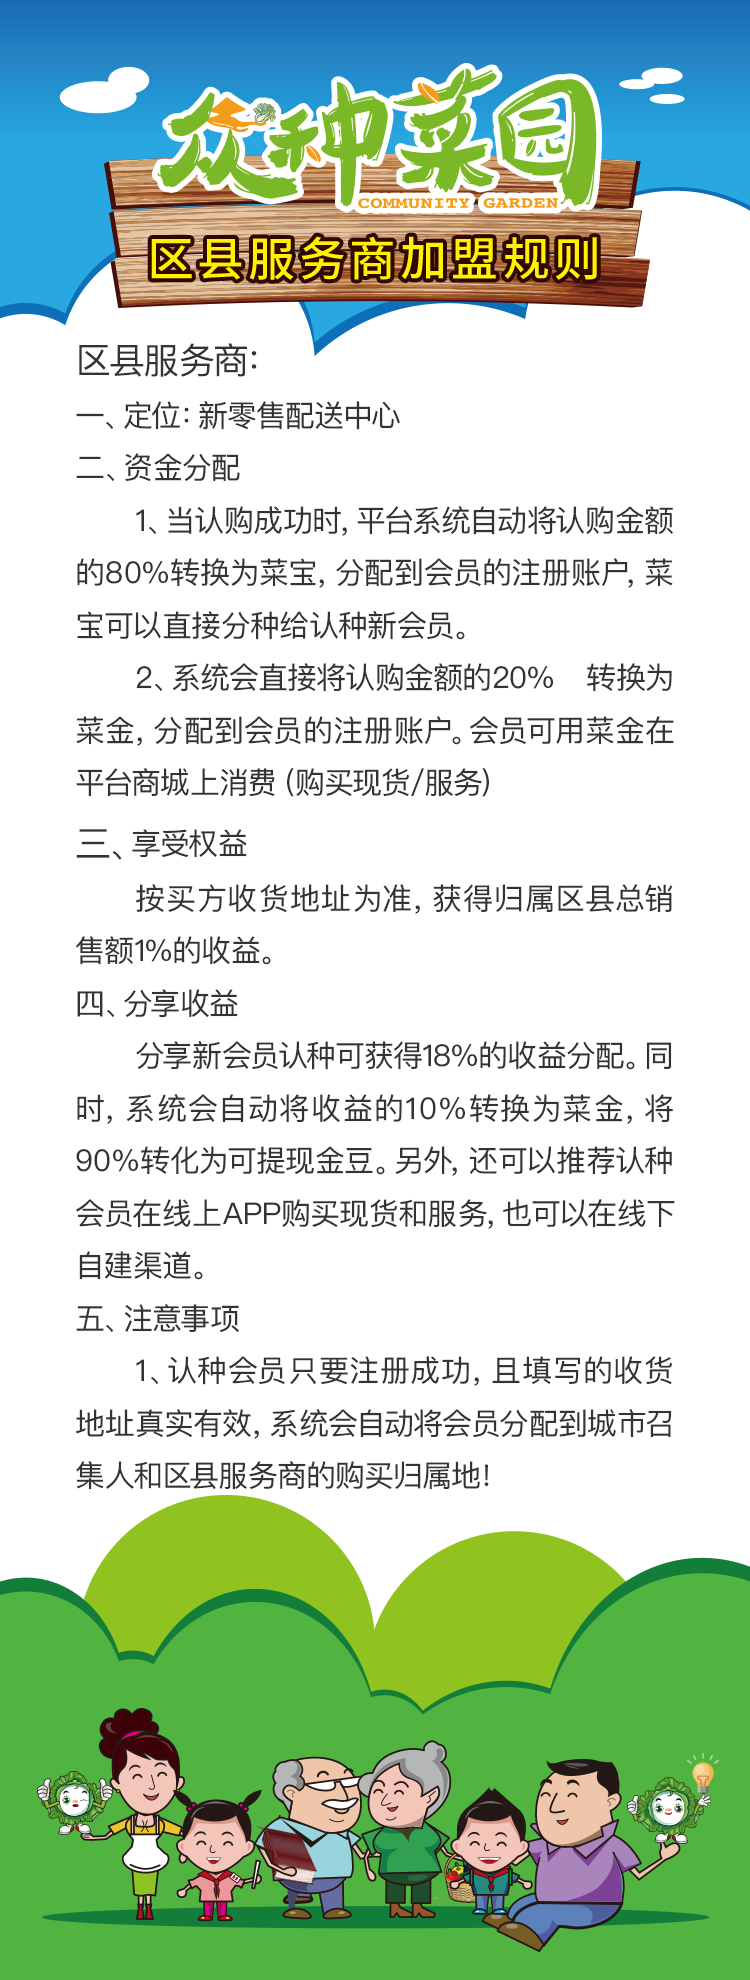 众种菜园
COMMUNITY GARDEN
区县服务商加盟规则
区县服务商:
一、定位:新零售配送中心
二、资金分配
1、当认购成功时,平台系统自动将认购金额
的80%转换为菜宝,分配到会员的注册账户,菜
宝可以直接分种给认种新会员。
2、系统会直接将认购金额的20% 转换为
菜金,分配到会员的注册账户。会员可用菜金在
平台商城上消费(购买现货/服务)
三、享受权益
按买方收货地址为准,获得归属区县总销
售额1%的收益。
四、分享收益
分享新会员认种可获得18%的收益分配。同
时,系统会自动将收益的10%转换为菜金,将
90%转化为可提现金豆。另外,还可以推荐认种
会员在线上APP购买现货和服务,也可以在线下
自建渠道。
五、注意事项
1、认种会员只要注册成功,且填写的收货
地址真实有效,系统会自动将会员分配到城市召
集人和区县服务商的购买归属地!